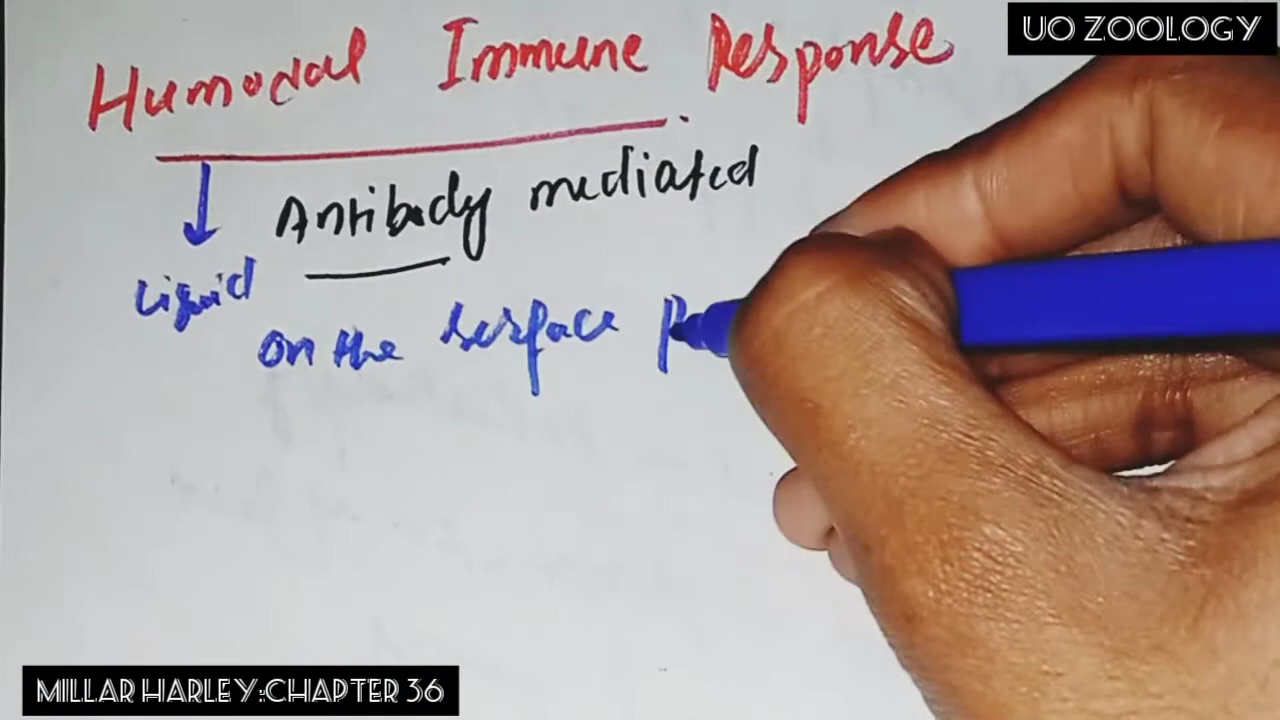 UO ZOOLOGY
Humoral Immune Response
Antibody mediated
Liquid
on the surface
MILLAR HARLEY:CHAPTER 36